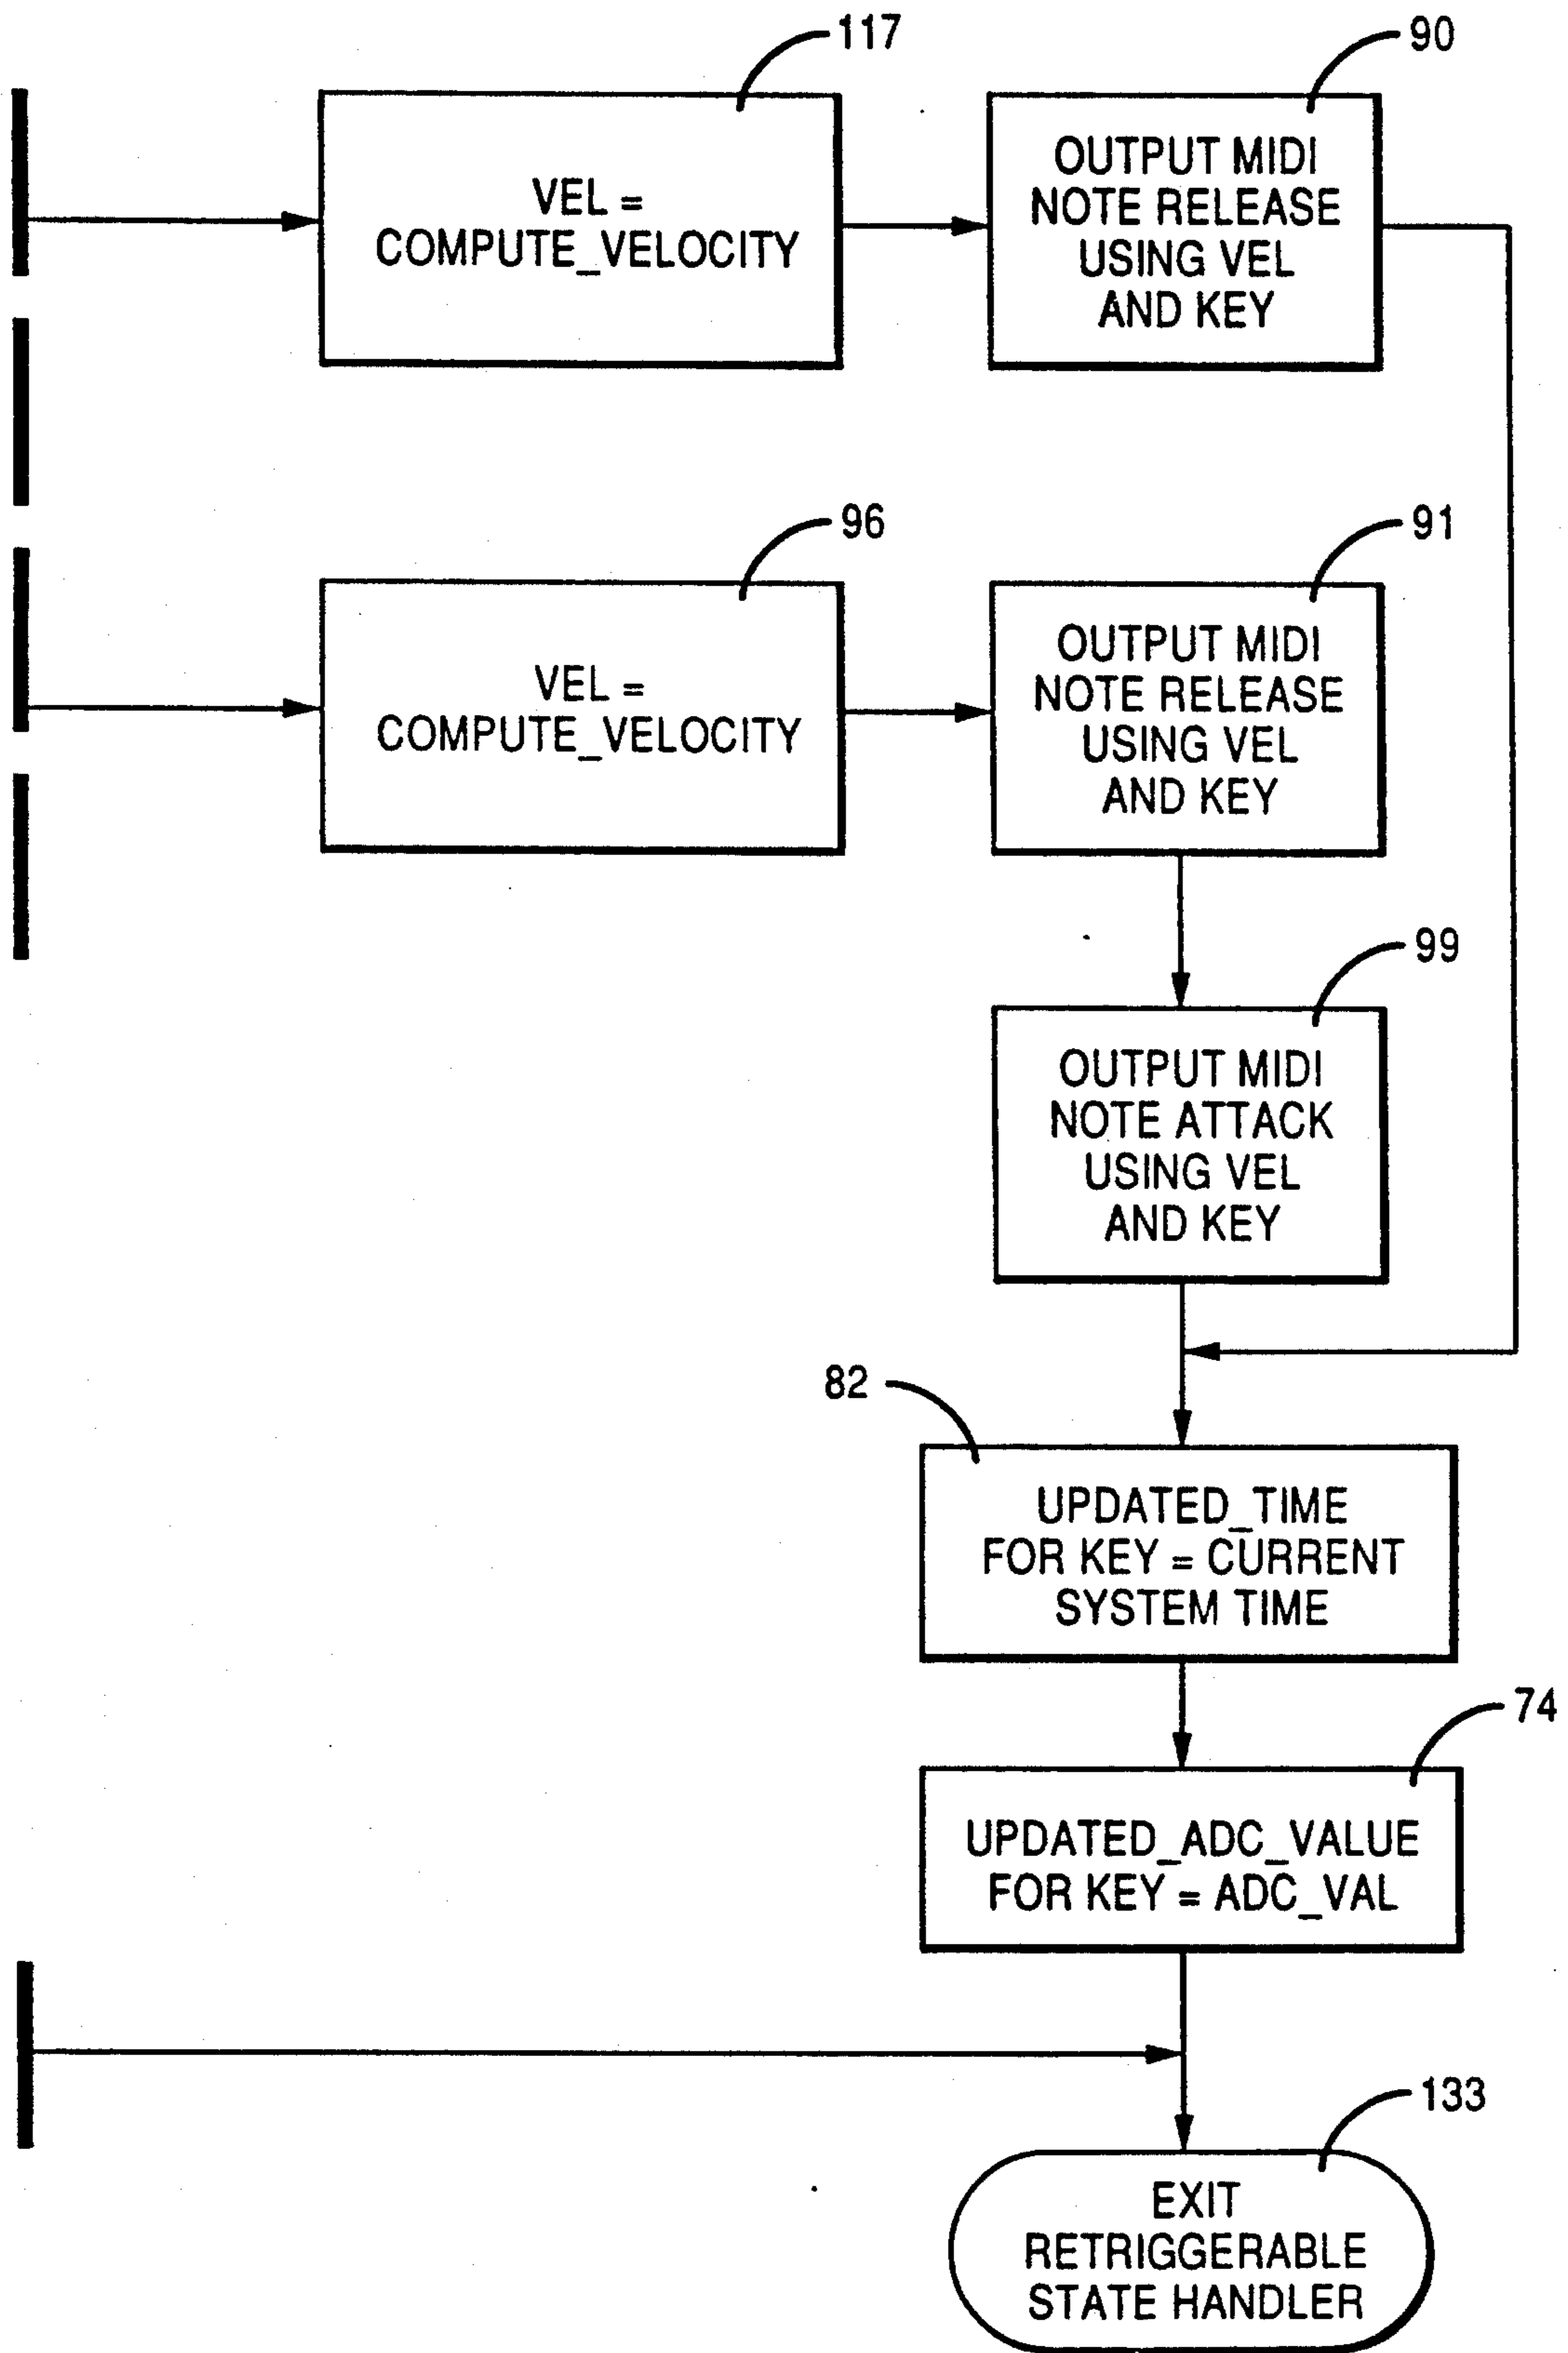 117
VEL =
COMPUTE_VELOCITY
90
OUTPUT MIDI
NOTE RELEASE
USING VEL
AND KEY
96
VEL =
COMPUTE_VELOCITY
91
OUTPUT MIDI
NOTE RELEASE
USING VEL
AND KEY
99
OUTPUT MIDI
NOTE ATTACK
USING VEL
AND KEY
82
UPDATED_TIME
FOR KEY = CURRENT
SYSTEM TIME
74
UPDATED_ADC_VALUE
FOR KEY = ADC_VAL
133
EXIT
RETRIGGERABLE
STATE HANDLER